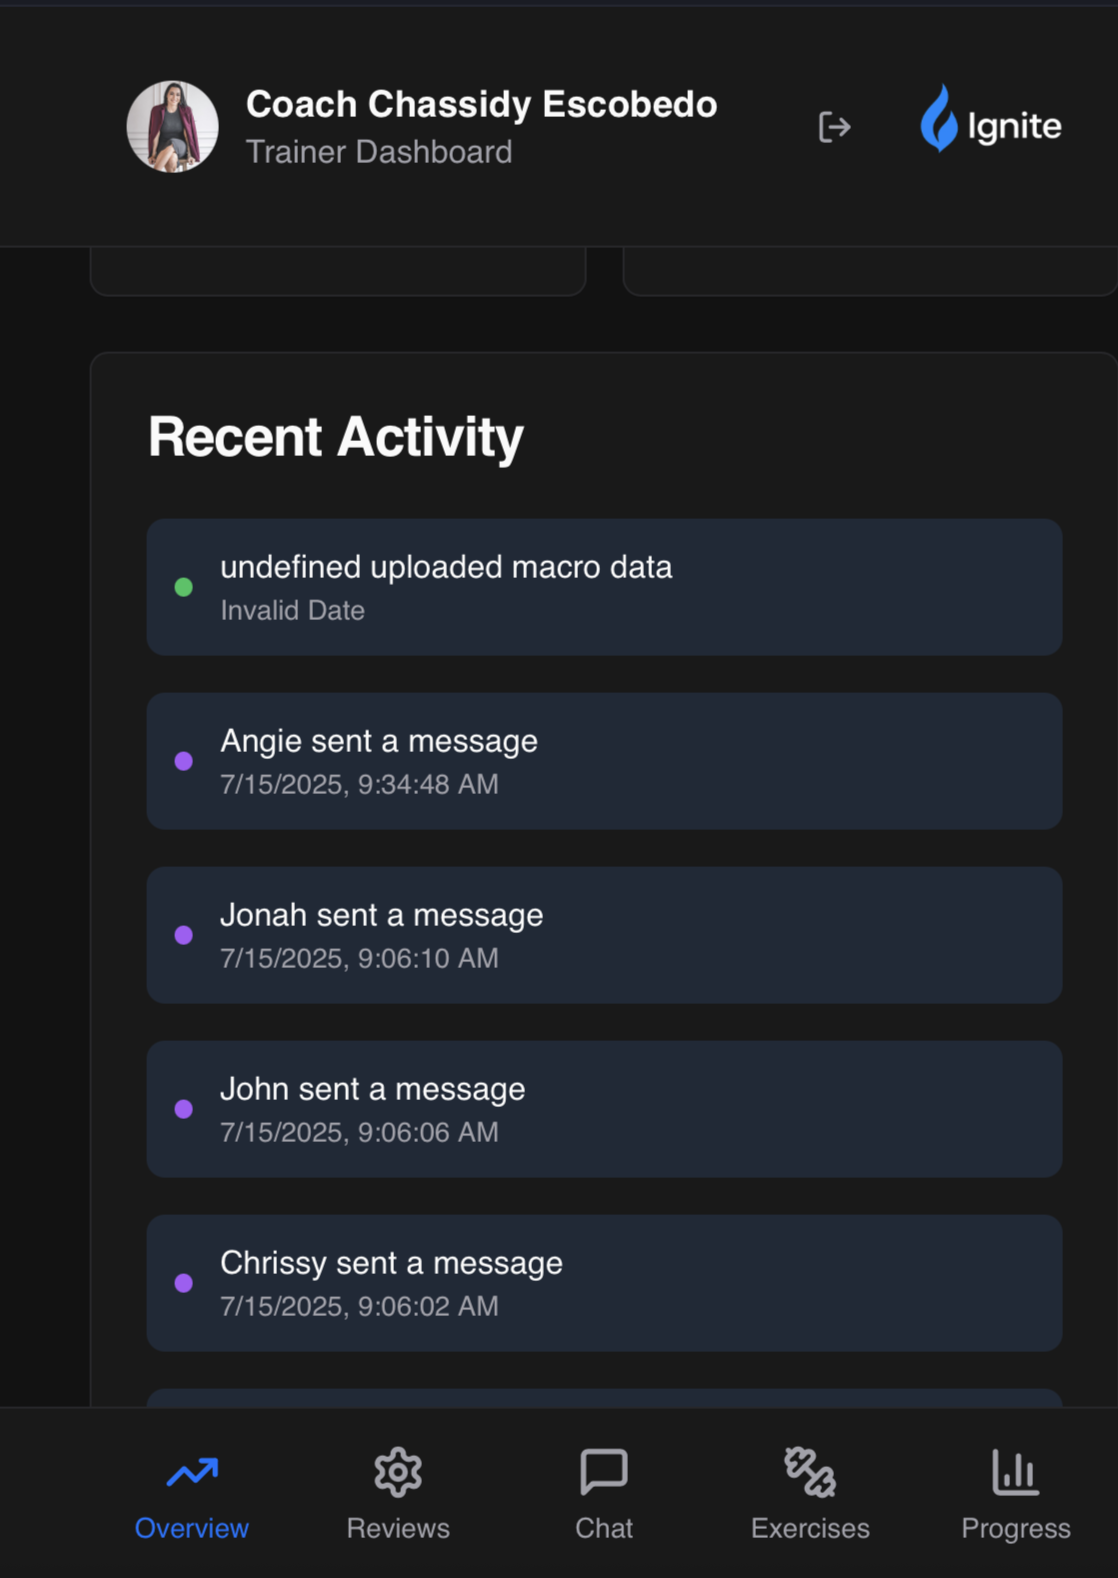 Coach Chassidy Escobedo
Trainer Dashboard
Ignite
Recent Activity
undefined uploaded macro data
Invalid Date
Angie sent a message
7/15/2025, 9:34:48 AM
Jonah sent a message
7/15/2025, 9:06:10 AM
John sent a message
7/15/2025, 9:06:06 AM
Chrissy sent a message
7/15/2025, 9:06:02 AM
Overview
Reviews
Chat
Exercises
Progress